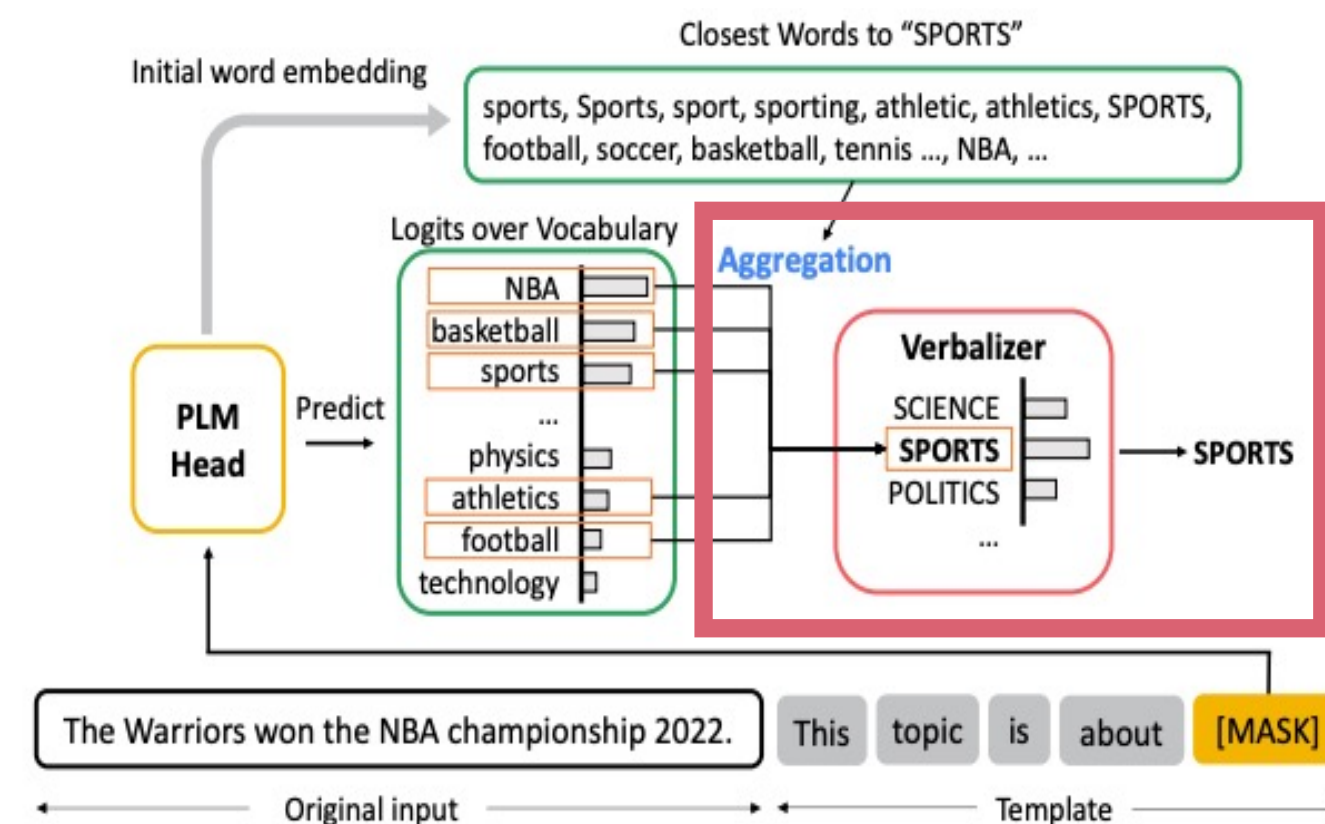 Closest Words to “SPORTS”
Initial word embedding
sports, Sports, sport, sporting, athletic, athletics, SPORTS,
football, soccer, basketball, tennis ..., NBA, ...
Logits over Vocabulary
Aggregation
NBA
basketball
sports
...
physics
athletics
football
technology
PLM
Head
Predict
Verbalizer
SCIENCE
SPORTS
POLITICS
...
SPORTS
The Warriors won the NBA championship 2022. This topic is about [MASK]
Original input Template